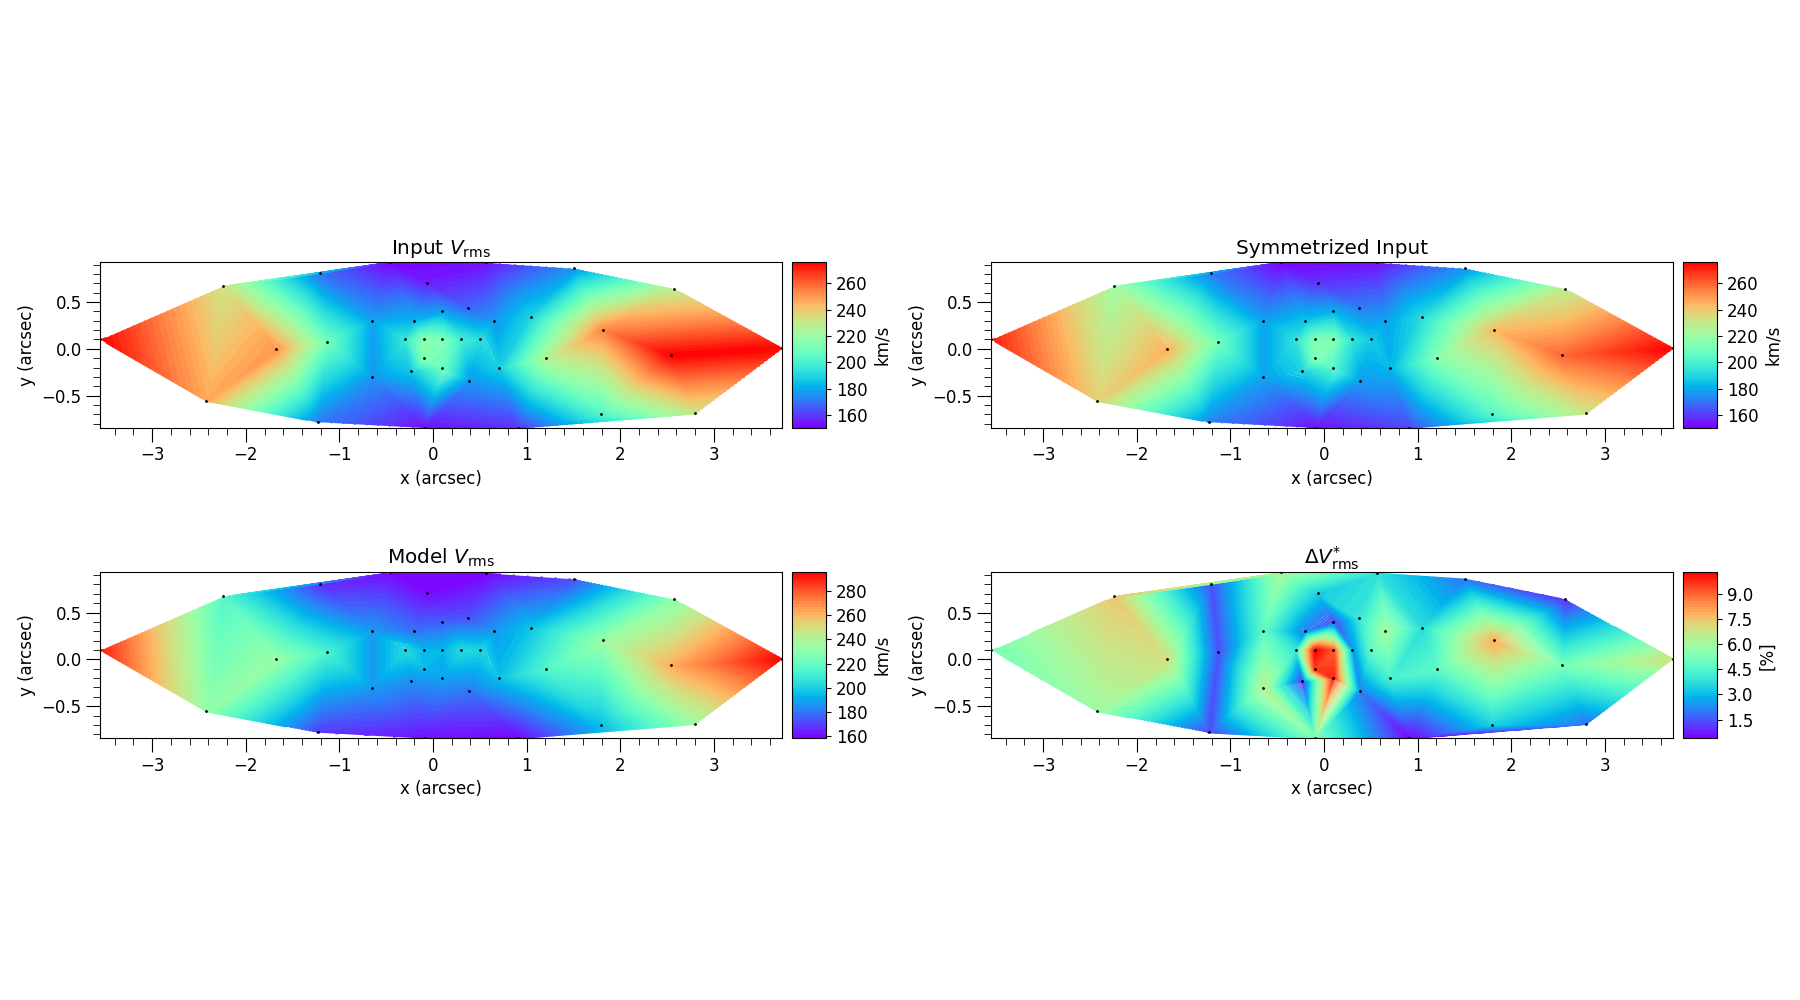 Input V_rms
Symmetrized Input
y (arcsec)
0.5
0.0
−0.5
−3 −2 −1 0 1 2 3
x (arcsec)
260
240
220
200
180
160
km/s
y (arcsec)
0.5
0.0
−0.5
−3 −2 −1 0 1 2 3
x (arcsec)
260
240
220
200
180
160
km/s
Model V_rms
ΔV*_rms
y (arcsec)
0.5
0.0
−0.5
−3 −2 −1 0 1 2 3
x (arcsec)
280
260
240
220
200
180
160
km/s
y (arcsec)
0.5
0.0
−0.5
−3 −2 −1 0 1 2 3
x (arcsec)
9.0
7.5
6.0
4.5
3.0
1.5
[%]